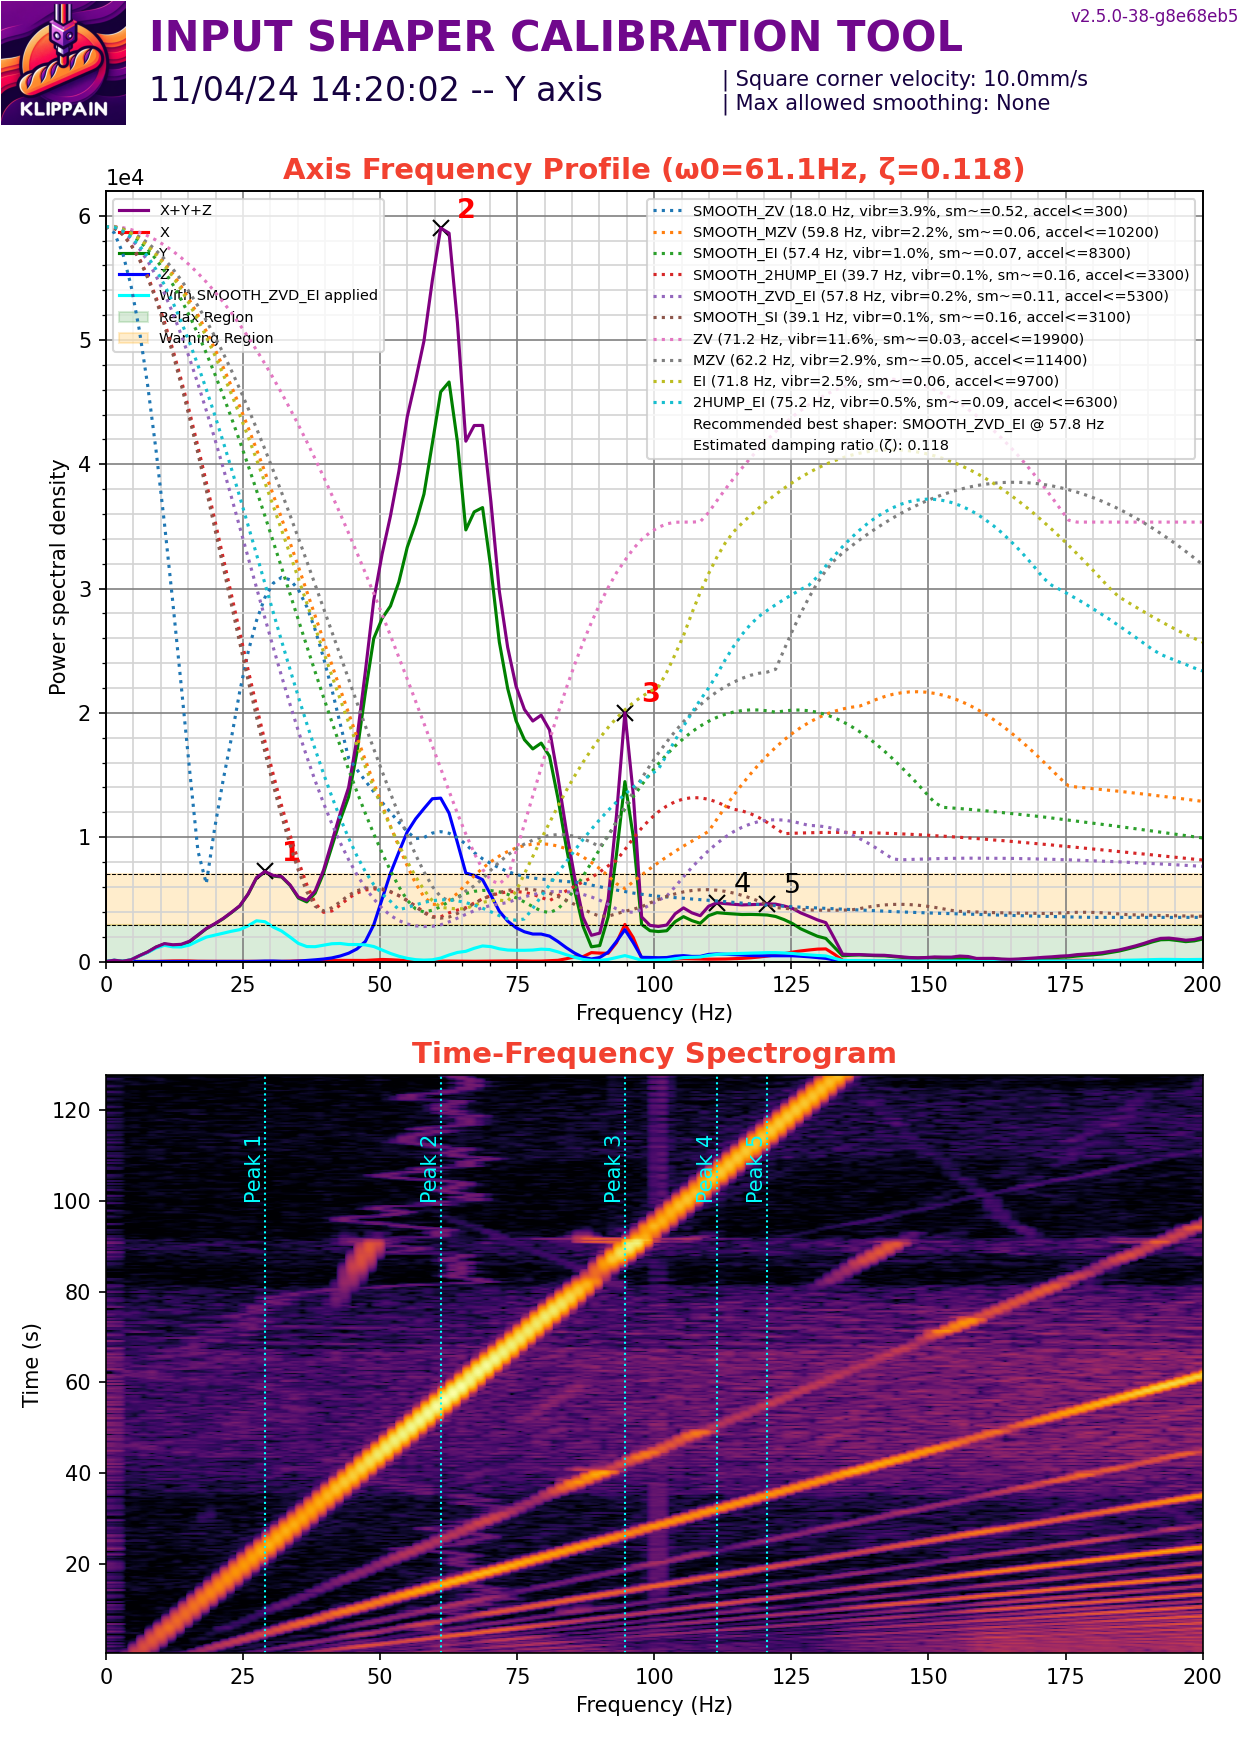 v2.5.0-38-g8e68eb5
INPUT SHAPER CALIBRATION TOOL
11/04/24 14:20:02 -- Y axis
| Square corner velocity: 10.0mm/s
| Max allowed smoothing: None
KLIPPAIN
Axis Frequency Profile (ω0=61.1Hz, ζ=0.118)
1e4
X+Y+Z
X
Y
Z
With SMOOTH_ZVD_EI applied
Relax Region
Warning Region
SMOOTH_ZV (18.0 Hz, vibr=3.9%, sm~=0.52, accel<=300)
SMOOTH_MZV (59.8 Hz, vibr=2.2%, sm~=0.06, accel<=10200)
SMOOTH_EI (57.4 Hz, vibr=1.0%, sm~=0.07, accel<=8300)
SMOOTH_2HUMP_EI (39.7 Hz, vibr=0.1%, sm~=0.16, accel<=3300)
SMOOTH_ZVD_EI (57.8 Hz, vibr=0.2%, sm~=0.11, accel<=5300)
SMOOTH_SI (39.1 Hz, vibr=0.1%, sm~=0.16, accel<=3100)
ZV (71.2 Hz, vibr=11.6%, sm~=0.03, accel<=19900)
MZV (62.2 Hz, vibr=2.9%, sm~=0.05, accel<=11400)
EI (71.8 Hz, vibr=2.5%, sm~=0.06, accel<=9700)
2HUMP_EI (75.2 Hz, vibr=0.5%, sm~=0.09, accel<=6300)
Recommended best shaper: SMOOTH_ZVD_EI @ 57.8 Hz
Estimated damping ratio (ζ): 0.118
2
3
1
4
5
Power spectral density
6
5
4
3
2
1
0
0 25 50 75 100 125 150 175 200
Frequency (Hz)
Time-Frequency Spectrogram
Peak 1
Peak 2
Peak 3
Peak 4
Peak 5
Time (s)
120
100
80
60
40
20
0 25 50 75 100 125 150 175 200
Frequency (Hz)